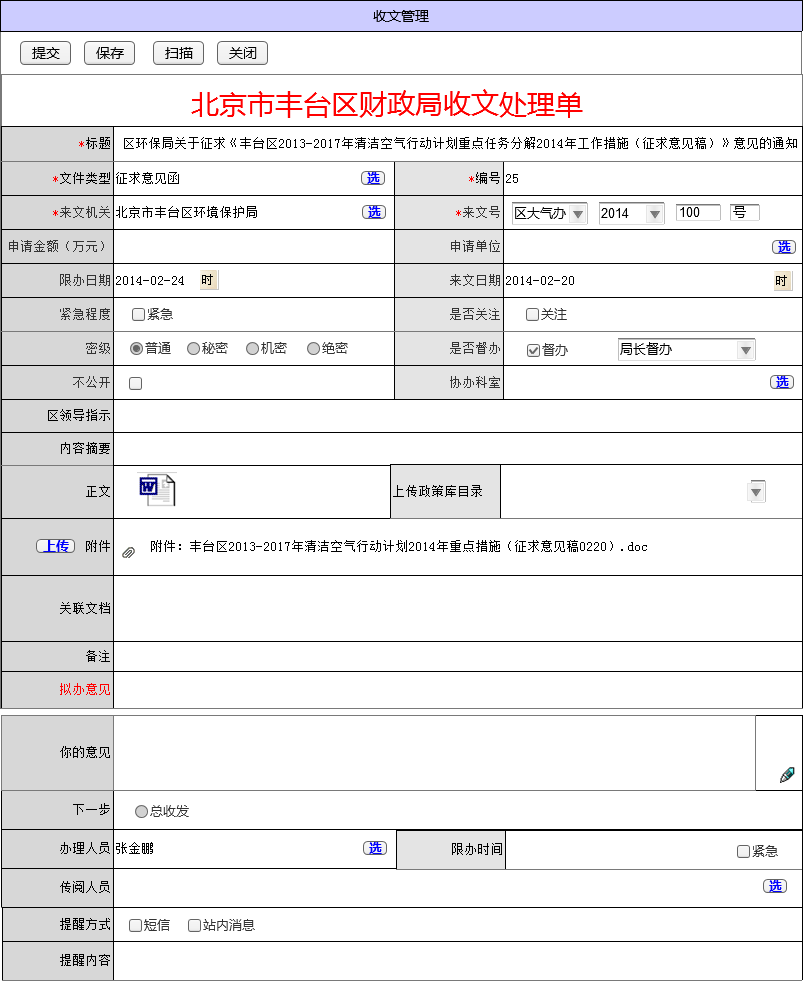 收文管理
提交 保存 扫描 关闭
北京市丰台区财政局收文处理单
*标题 区环保局关于征求《丰台区2013-2017年清洁空气行动计划重点任务分解2014年工作措施（征求意见稿）》意见的通知
*文件类型 征求意见函 选 *编号 25
*来文机关 北京市丰台区环境保护局 选 *来文号 区大气办 2014 100 号
申请金额（万元） 申请单位 选
限办日期 2014-02-24 时 来文日期 2014-02-20 时
紧急程度 紧急 是否关注 关注
密级 普通 秘密 机密 绝密 是否督办 督办 局长督办
不公开 协办科室 选
区领导指示
内容摘要
正文 W 上传政策库目录
上传 附件 附件: 丰台区2013-2017年清洁空气行动计划2014年重点措施（征求意见稿0220）.doc
关联文档
备注
拟办意见
你的意见
下一步 总收发
办理人员 张金鹏 选 限办时间 紧急
传阅人员 选
提醒方式 短信 站内消息
提醒内容